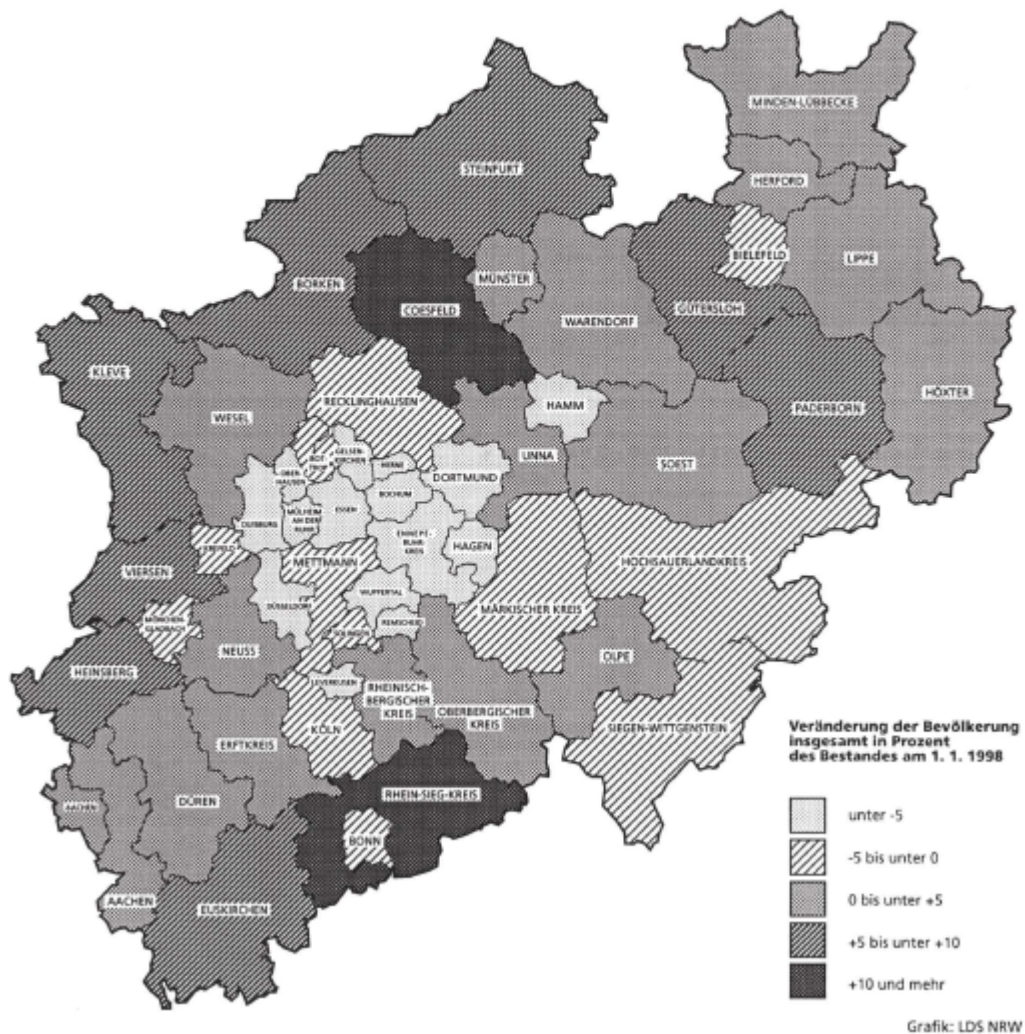 MINDEN-LÜBBECKE
STEINFURT
HERFORD
BIELEFELD
LIPPE
BORKEN
MÜNSTER
COESFELD
WARENDORF
GÜTERSLOH
KLEVE
RECKLINGHAUSEN
HAMM
PADERBORN
HÖXTER
WESEL
UNNA
SOEST
BOT-
TROP
GELSEN-
KIRCHEN
HERNE
DORTMUND
OBER-
HAUSEN
BOCHUM
DUISBURG
MÜLHEIM
AN DER
RUHR
ESSEN
ENNEPE-
RUHR-
KREIS
HAGEN
KREFELD
METTMANN
HOCHSAUERLANDKREIS
VIERSEN
WUPPERTAL
DÜSSELDORF
MÄRKISCHER KREIS
MÖNCHEN-
GLADBACH
REMSCHEID
SOLINGEN
NEUSS
OLPE
HEINSBERG
LEVERKUSEN
RHEINISCH-
BERGISCHER
KREIS
OBERBERGISCHER
KREIS
KÖLN
SIEGEN-WITTGENSTEIN
ERFTKREIS
RHEIN-SIEG-KREIS
AACHEN
DÜREN
BONN
AACHEN
EUSKIRCHEN
Veränderung der Bevölkerung
insgesamt in Prozent
des Bestandes am 1. 1. 1998
unter -5
-5 bis unter 0
0 bis unter +5
+5 bis unter +10
+10 und mehr
Grafik: LDS NRW